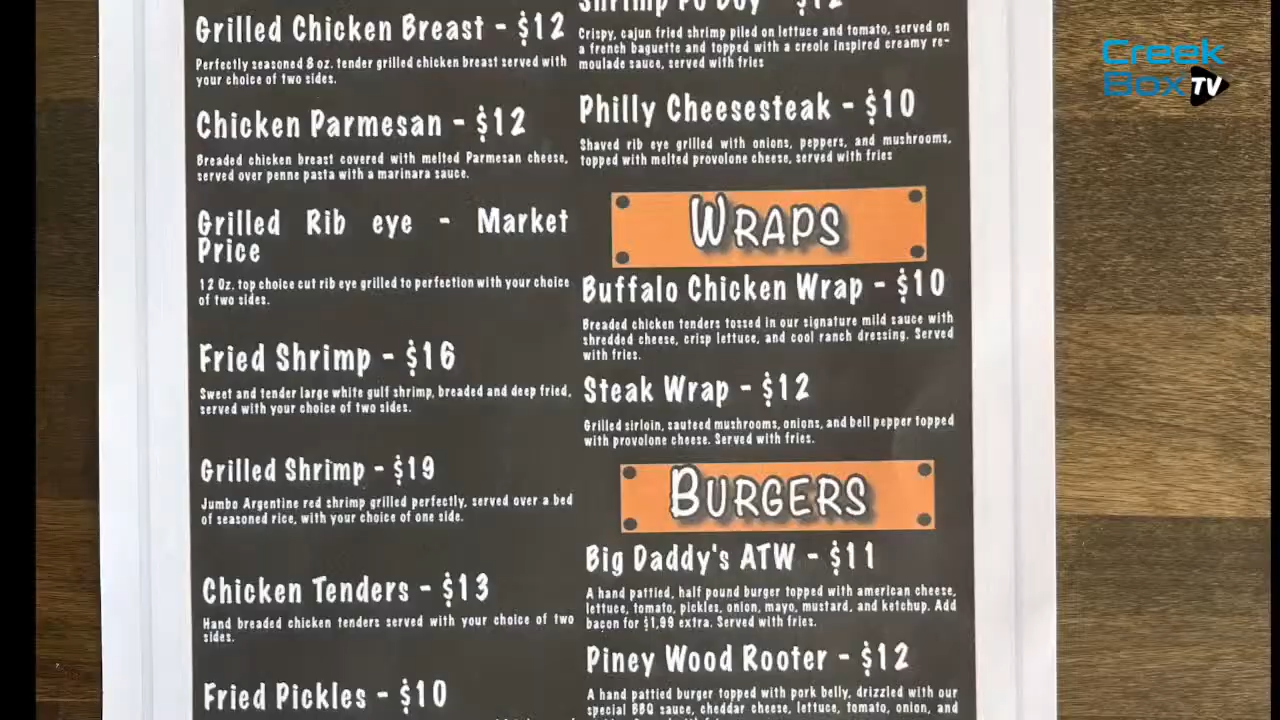 Grilled Chicken Breast - $12
Perfectly seasoned 8 oz. tender grilled chicken breast served with
your choice of two sides.
Chicken Parmesan - $12
Breaded chicken breast covered with melted Parmesan cheese,
served over penne pasta with a marinara sauce.
Grilled Rib eye - Market
Price
12 Oz. top choice cut rib eye grilled to perfection with your choice
of two sides.
Fried Shrimp - $16
Sweet and tender large white gulf shrimp, breaded and deep fried,
served with your choice of two sides.
Grilled Shrimp - $19
Jumbo Argentine red shrimp grilled perfectly, served over a bed
of seasoned rice, with your choice of one side.
Chicken Tenders - $13
Hand breaded chicken tenders served with your choice of two
sides.
Fried Pickles - $10
Shrimp Po Boy - $12
Crispy, cajun fried shrimp piled on lettuce and tomato, served on
a french baguette and topped with a creole inspired creamy re-
moulade sauce, served with fries
Philly Cheesesteak - $10
Shaved rib eye grilled with onions, peppers, and mushrooms,
topped with melted provolone cheese, served with fries
WRAPS
Buffalo Chicken Wrap - $10
Breaded chicken tenders tossed in our signature mild sauce with
shredded cheese, crisp lettuce, and cool ranch dressing. Served
with fries.
Steak Wrap - $12
Grilled sirloin, sauteed mushrooms, onions, and bell pepper topped
with provolone cheese. Served with fries.
BURGERS
Big Daddy's ATW - $11
A hand pattied, half pound burger topped with american cheese,
lettuce, tomato, pickles, onion, mayo, mustard, and ketchup. Add
bacon for $1.99 extra. Served with fries.
Piney Wood Rooter - $12
A hand pattied burger topped with pork belly, drizzled with our
special BBQ sauce, cheddar cheese, lettuce, tomato, onion, and
Creek
Box TV